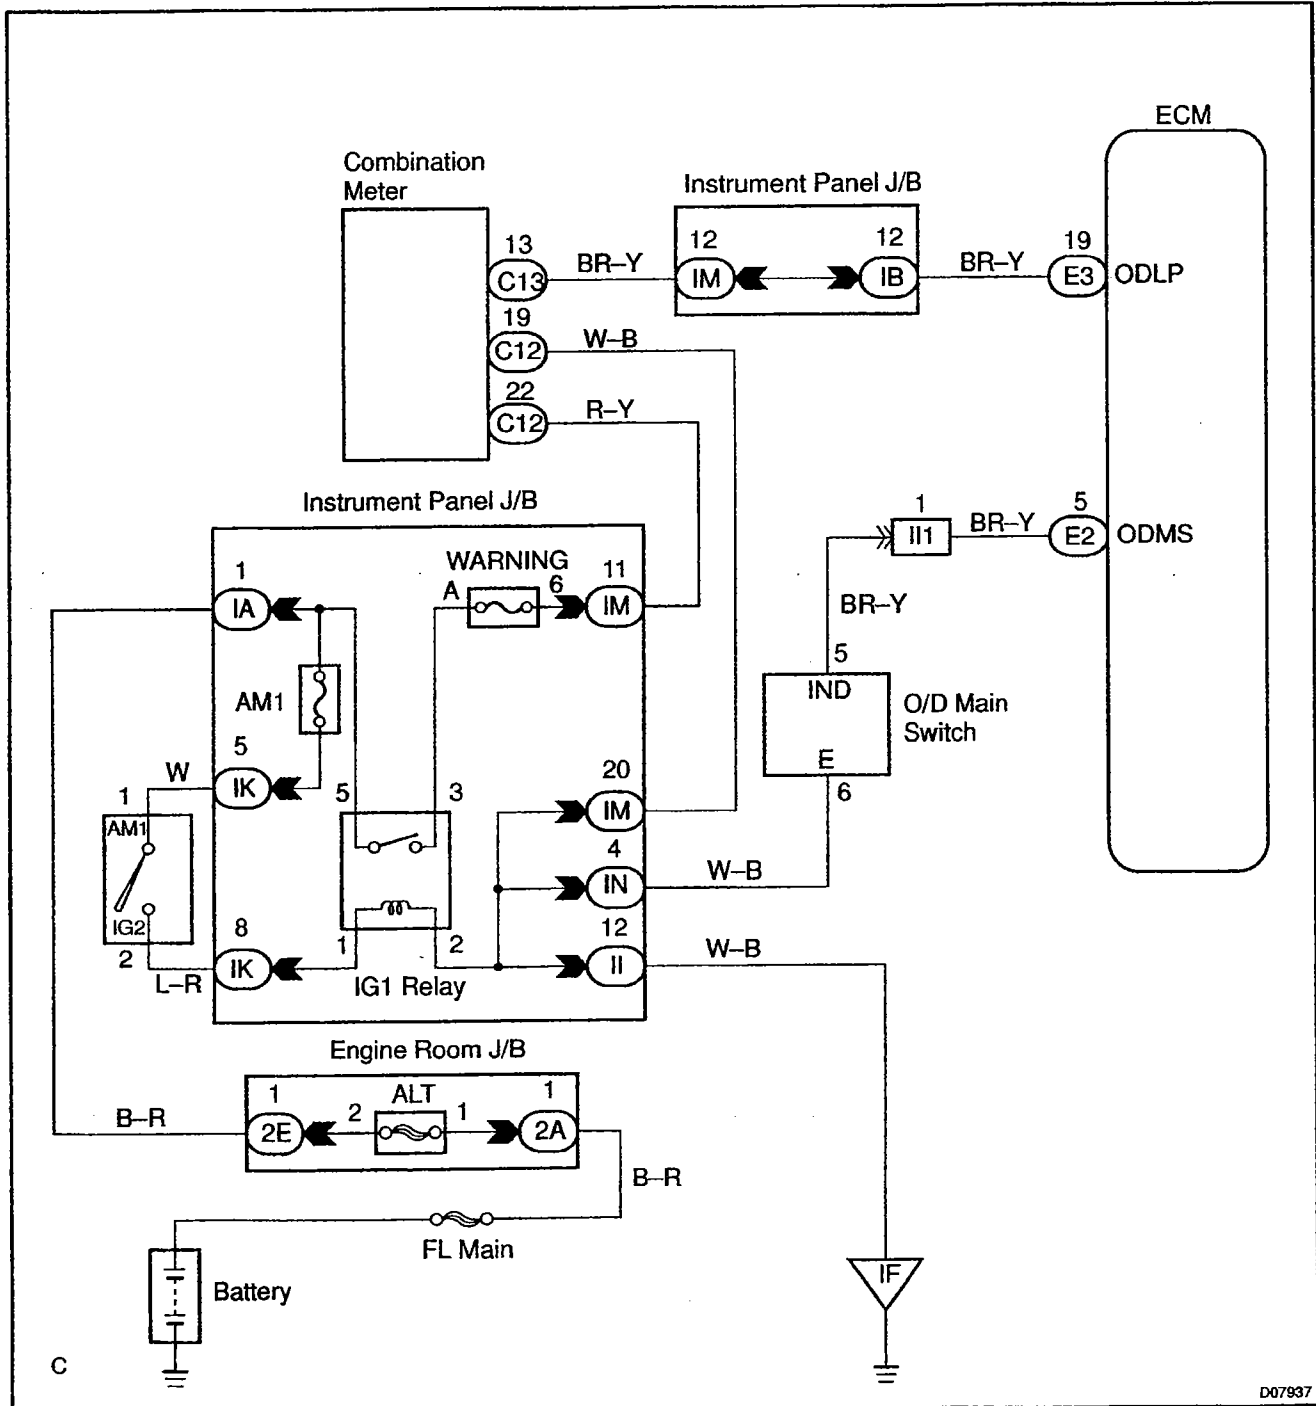 ECM
Combination
Meter
Instrument Panel J/B
13
C13
BR–Y
12
IM
12
IB
BR–Y
19
E3
ODLP
19
C12
W–B
22
C12
R–Y
Instrument Panel J/B
1
II1
BR–Y
5
E2
ODMS
1
IA
WARNING
A
6
11
IM
BR–Y
AM1
5
IND
O/D Main
Switch
E
6
5
IK
W
1
AM1
IG2
2
L–R
5
3
20
IM
4
IN
W–B
8
IK
1
2
IG1 Relay
12
II
W–B
Engine Room J/B
B–R
1
2E
2
ALT
1
1
2A
B–R
FL Main
Battery
IF
C
D07937